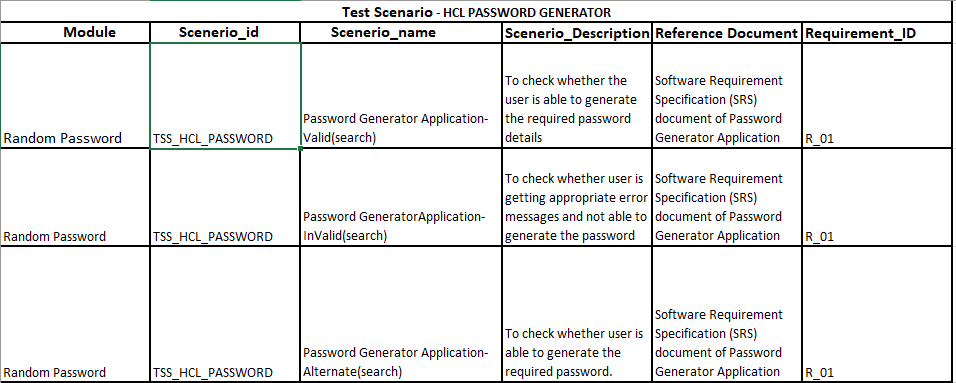 Test Scenario - HCL PASSWORD GENERATOR
Module Scenerio_id Scenerio_name Scenerio_Description Reference Document Requirement_ID
Random Password
TSS_HCL_PASSWORD
Password Generator Application-
Valid(search)
To check whether the
user is able to generate
the required password
details
Software Requirement
Specification (SRS)
document of Password
Generator Application
R_01
Random Password
TSS_HCL_PASSWORD
Password GeneratorApplication-
InValid(search)
To check whether user is
getting appropriate error
messages and not able to
generate the password
Software Requirement
Specification (SRS)
document of Password
Generator Application
R_01
Random Password
TSS_HCL_PASSWORD
Password Generator Application-
Alternate(search)
To check whether user is
able to generate the
required password.
Software Requirement
Specification (SRS)
document of Password
Generator Application
R_01